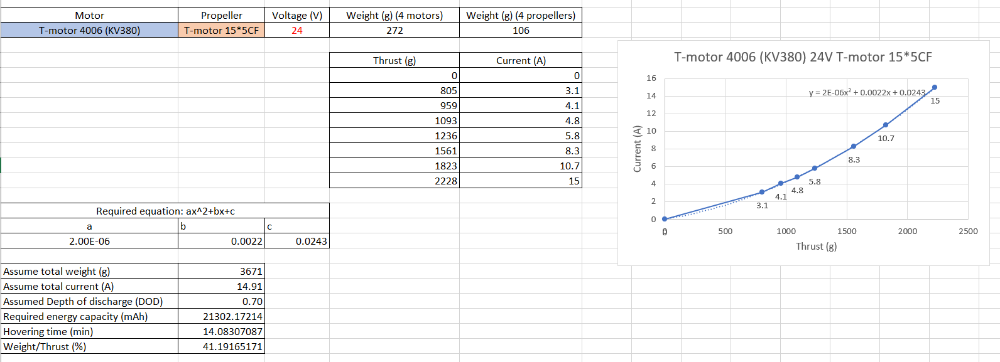 Motor Propeller Voltage (V) Weight (g) (4 motors) Weight (g) (4 propellers)
T-motor 4006 (KV380) T-motor 15*5CF 24 272 106
Thrust (g) Current (A)
0 0
805 3.1
959 4.1
1093 4.8
1236 5.8
1561 8.3
1823 10.7
2228 15
Required equation: ax^2+bx+c
a b c
2.00E-06 0.0022 0.0243
Assume total weight (g) 3671
Assume total current (A) 14.91
Assumed Depth of discharge (DOD) 0.70
Required energy capacity (mAh) 21302.17214
Hovering time (min) 14.08307087
Weight/Thrust (%) 41.19165171
T-motor 4006 (KV380) 24V T-motor 15*5CF
y = 2E-06x² + 0.0022x + 0.0243
Current (A)
16
14
12
10
8
6
4
2
0
0
3.1
4.1
4.8
5.8
8.3
10.7
15
0 500 1000 1500 2000 2500
Thrust (g)